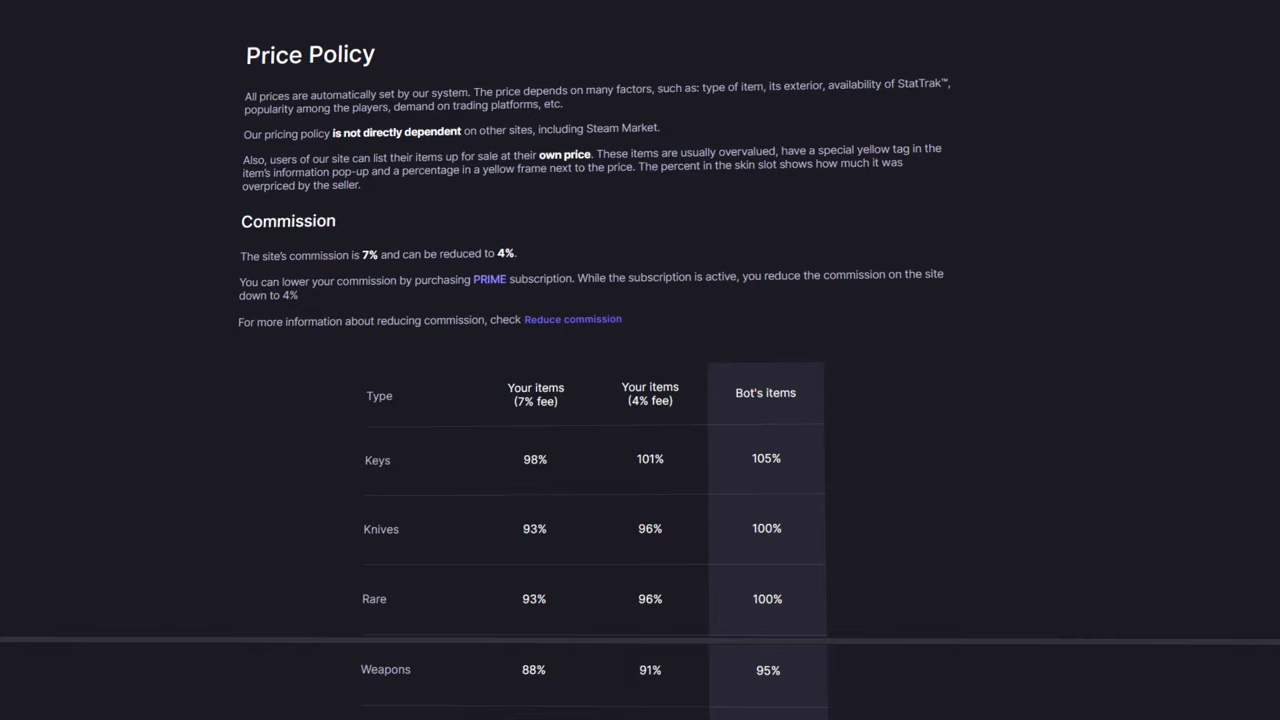 Price Policy
All prices are automatically set by our system. The price depends on many factors, such as: type of item, its exterior, availability of StatTrak™,
popularity among the players, demand on trading platforms, etc.
Our pricing policy is not directly dependent on other sites, including Steam Market.
Also, users of our site can list their items up for sale at their own price. These items are usually overvalued, have a special yellow tag in the
item's information pop-up and a percentage in a yellow frame next to the price. The percent in the skin slot shows how much it was
overpriced by the seller.
Commission
The site's commission is 7% and can be reduced to 4%.
You can lower your commission by purchasing PRIME subscription. While the subscription is active, you reduce the commission on the site
down to 4%
For more information about reducing commission, check Reduce commission
Type Your items (7% fee) Your items (4% fee) Bot's items
Keys 98% 101% 105%
Knives 93% 96% 100%
Rare 93% 96% 100%
Weapons 88% 91% 95%